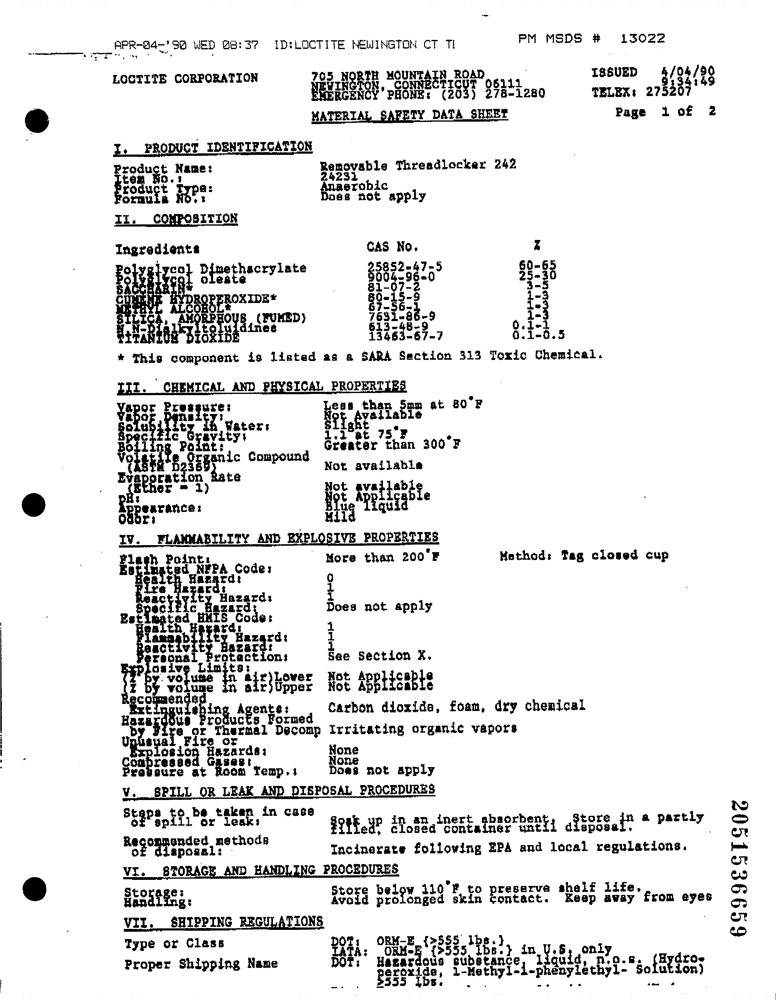 APR-04-'90 WED 08:37 ID:LOCTITE NEWINGTON CT TI
PM MSDS # 13022
LOCTITE CORPORATION
705 NORTH MOUNTAIN ROAD
NEWINGTON, CONNECTICUT 06111
EMERGENCY PHONE: (203) 278-1280
ISSUED 4/04/90
9:34:49
TELEX: 275207
MATERIAL SAFETY DATA SHEET
Page 1 of 2
I. PRODUCT IDENTIFICATION
Product Name: Removable Threadlocker 242
Item No.: 24231
Product Type: Anaerobic
Formula No.: Does not apply
II. COMPOSITION
Ingredients CAS No. %
Polyglycol Dimethacrylate 25852-47-5 60-65
Polyglycol oleate 9004-96-0 25-30
SACCHARIN* 81-07-2 3-5
CUMENE HYDROPEROXIDE* 80-15-9 1-3
METHYL ALCOHOL* 67-56-1 1-3
SILICA, AMORPHOUS (FUMED) 7631-86-9 1-3
N,N-Dialkyltoluidines 613-48-9 0.1-1
TITANIUM DIOXIDE 13463-67-7 0.1-0.5
* This component is listed as a SARA Section 313 Toxic Chemical.
III. CHEMICAL AND PHYSICAL PROPERTIES
Vapor Pressure: Less than 5mm at 80°F
Vapor Density: Not Available
Solubility in Water: Slight
Specific Gravity: 1.1 at 75°F
Boiling Point: Greater than 300°F
Volatile Organic Compound
(ASTM D2369) Not available
Evaporation Rate
(Ether = 1) Not available
pH: Not Applicable
Appearance: Blue liquid
Odor: Mild
IV. FLAMMABILITY AND EXPLOSIVE PROPERTIES
Flash Point: More than 200°F Method: Tag closed cup
Estimated NFPA Code:
Health Hazard: 0
Fire Hazard: 1
Reactivity Hazard: 1
Specific Hazard: Does not apply
Estimated HMIS Code:
Health Hazard: 1
Flammability Hazard: 1
Reactivity Hazard: 1
Personal Protection: See Section X.
Explosive Limits:
(% by volume in air)Lower Not Applicable
(% by volume in air)Upper Not Applicable
Recommended
Extinguishing Agents: Carbon dioxide, foam, dry chemical
Hazardous Products Formed
by Fire or Thermal Decomp Irritating organic vapors
Unusual Fire or
Explosion Hazards: None
Compressed Gases: None
Pressure at Room Temp.: Does not apply
V. SPILL OR LEAK AND DISPOSAL PROCEDURES
Steps to be taken in case
of spill or leak: Soak up in an inert absorbent. Store in a partly
filled, closed container until disposal.
Recommended methods
of disposal: Incinerate following EPA and local regulations.
VI. STORAGE AND HANDLING PROCEDURES
Storage: Store below 110°F to preserve shelf life.
Handling: Avoid prolonged skin contact. Keep away from eyes
VII. SHIPPING REGULATIONS
Type or Class DOT: ORM-E {>555 lbs.}
IATA: ORM-E {>555 lbs.} in U.S. only
Proper Shipping Name DOT: Hazardous substance, liquid, n.o.s. (Hydro-
peroxide, 1-Methyl-1-phenylethyl- Solution)
>555 lbs.
2051536659